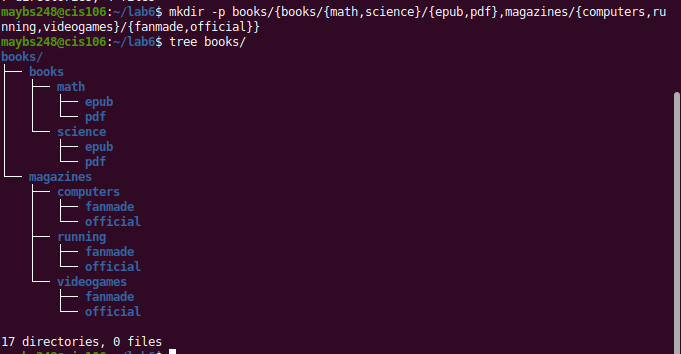 maybs248@cis106:~/lab6$ mkdir -p books/{books/{math,science}/{epub,pdf},magazines/{computers,ru
nning,videogames}/{fanmade,official}}
maybs248@cis106:~/lab6$ tree books/
books/
├── books
│   ├── math
│   │   ├── epub
│   │   └── pdf
│   └── science
│       ├── epub
│       └── pdf
└── magazines
    ├── computers
    │   ├── fanmade
    │   └── official
    ├── running
    │   ├── fanmade
    │   └── official
    └── videogames
        ├── fanmade
        └── official
17 directories, 0 files
maybs248@cis106:~/lab6$